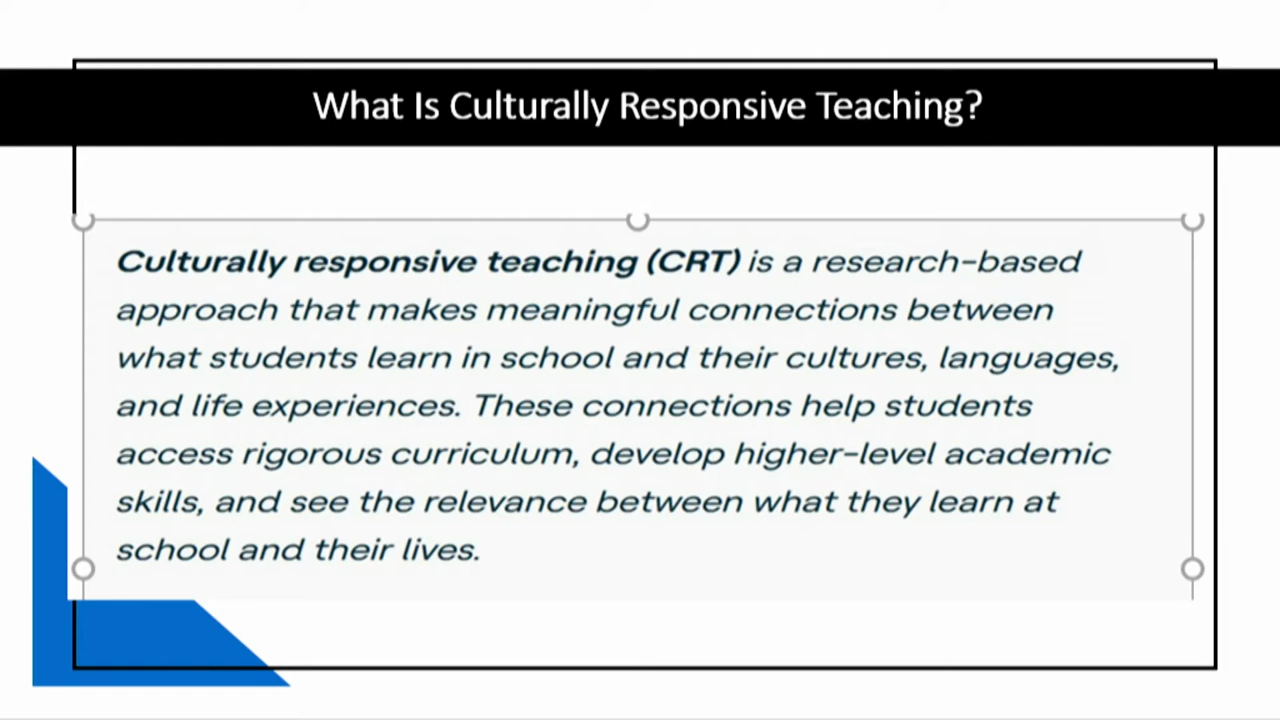 What Is Culturally Responsive Teaching?
Culturally responsive teaching (CRT) is a research-based
approach that makes meaningful connections between
what students learn in school and their cultures, languages,
and life experiences. These connections help students
access rigorous curriculum, develop higher-level academic
skills, and see the relevance between what they learn at
school and their lives.